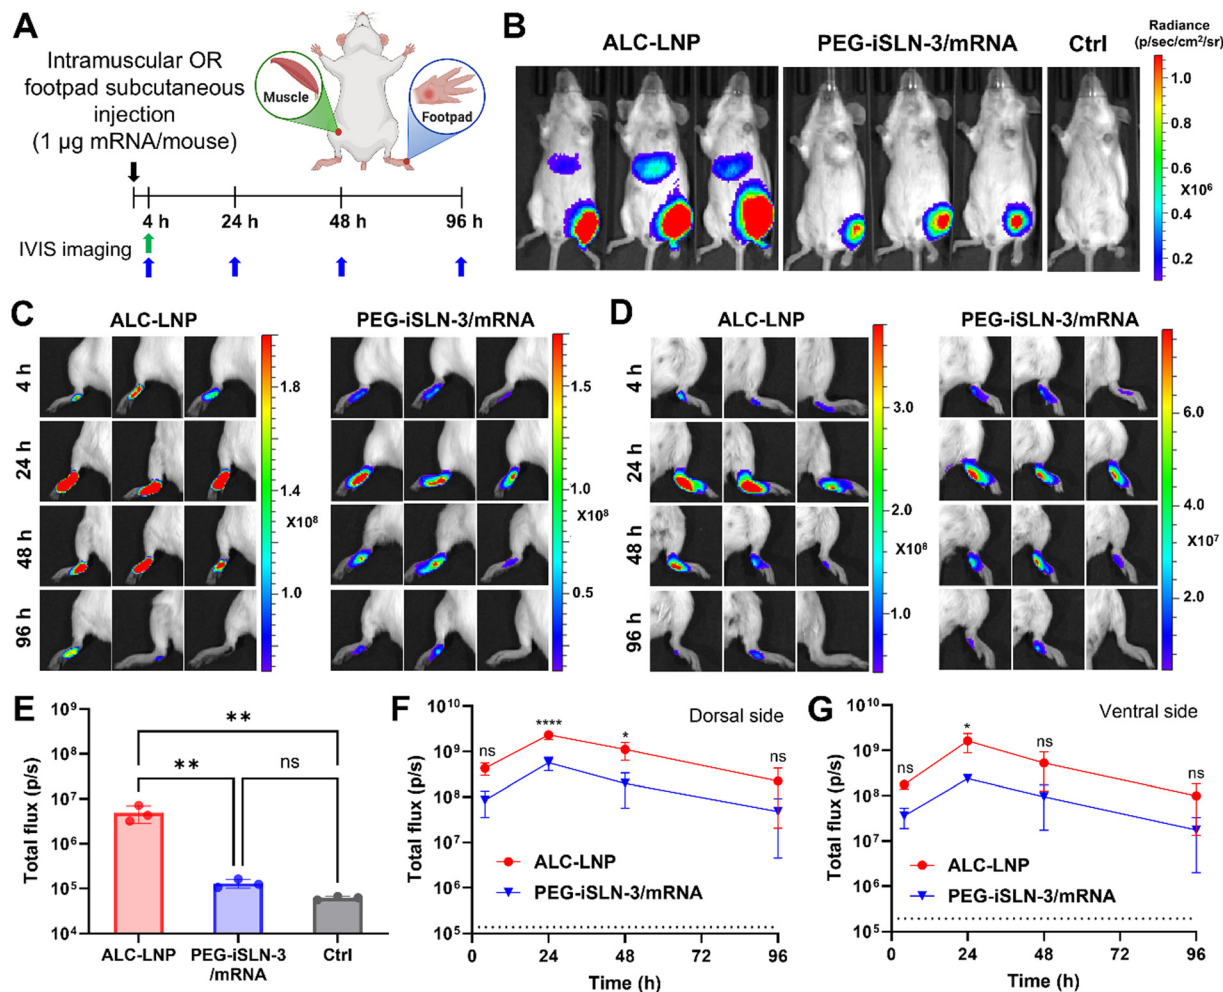 A
Intramuscular OR
footpad subcutaneous
injection
(1 µg mRNA/mouse)
Muscle
Footpad
4 h
24 h
48 h
96 h
IVIS imaging
B
ALC-LNP
PEG-iSLN-3/mRNA
Ctrl
Radiance
(p/sec/cm²/sr)
1.0
0.8
0.6
X10⁶
0.4
0.2
C
ALC-LNP
PEG-iSLN-3/mRNA
4 h
24 h
48 h
96 h
1.8
1.4
X10⁸
1.0
1.5
1.0
X10⁸
0.5
D
ALC-LNP
PEG-iSLN-3/mRNA
4 h
24 h
48 h
96 h
3.0
2.0
X10⁸
1.0
6.0
4.0
X10⁷
2.0
E
Total flux (p/s)
10⁹
10⁸
10⁷
10⁶
10⁵
10⁴
**
**
ns
ALC-LNP
PEG-iSLN-3
/mRNA
Ctrl
F
Dorsal side
Total flux (p/s)
10¹⁰
10⁹
10⁸
10⁷
10⁶
10⁵
ns
****
*
ns
ALC-LNP
PEG-iSLN-3/mRNA
0 24 48 72 96
Time (h)
G
Ventral side
Total flux (p/s)
10¹⁰
10⁹
10⁸
10⁷
10⁶
10⁵
ns
*
ns
ns
ALC-LNP
PEG-iSLN-3/mRNA
0 24 48 72 96
Time (h)